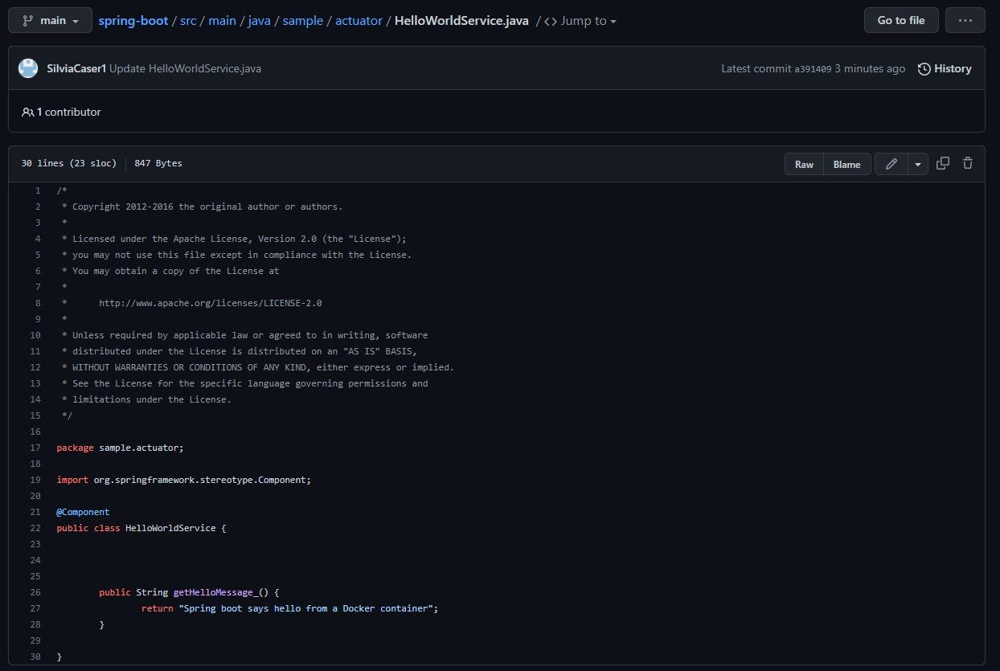 main spring-boot / src / main / java / sample / actuator / HelloWorldService.java / <> Jump to Go to file ...
SilviaCaser1 Update HelloWorldService.java Latest commit a391409 3 minutes ago History
1 contributor
30 lines (23 sloc) 847 Bytes Raw Blame
1 /*
2 * Copyright 2012-2016 the original author or authors.
3 *
4 * Licensed under the Apache License, Version 2.0 (the "License");
5 * you may not use this file except in compliance with the License.
6 * You may obtain a copy of the License at
7 *
8 * http://www.apache.org/licenses/LICENSE-2.0
9 *
10 * Unless required by applicable law or agreed to in writing, software
11 * distributed under the License is distributed on an "AS IS" BASIS,
12 * WITHOUT WARRANTIES OR CONDITIONS OF ANY KIND, either express or implied.
13 * See the License for the specific language governing permissions and
14 * limitations under the License.
15 */
16
17 package sample.actuator;
18
19 import org.springframework.stereotype.Component;
20
21 @Component
22 public class HelloWorldService {
23
24
25
26 public String getHelloMessage_() {
27 return "Spring boot says hello from a Docker container";
28 }
29
30 }